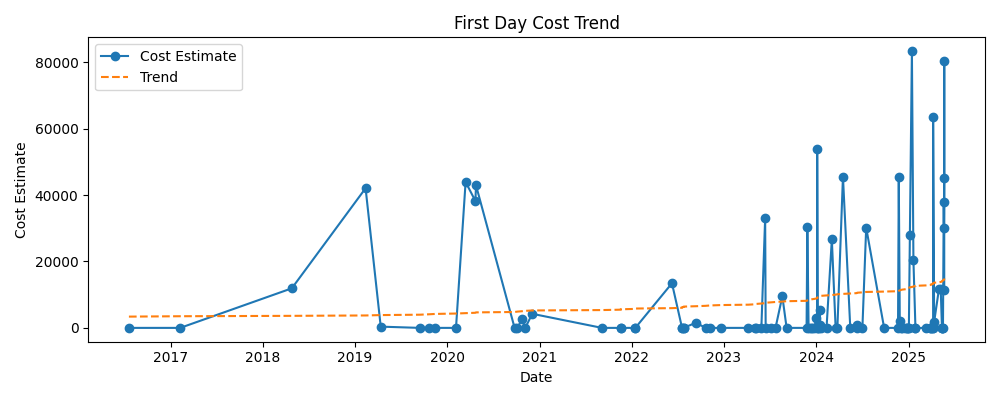 First Day Cost Trend
Cost Estimate
Trend
Cost Estimate
80000
60000
40000
20000
0
2017 2018 2019 2020 2021 2022 2023 2024 2025
Date